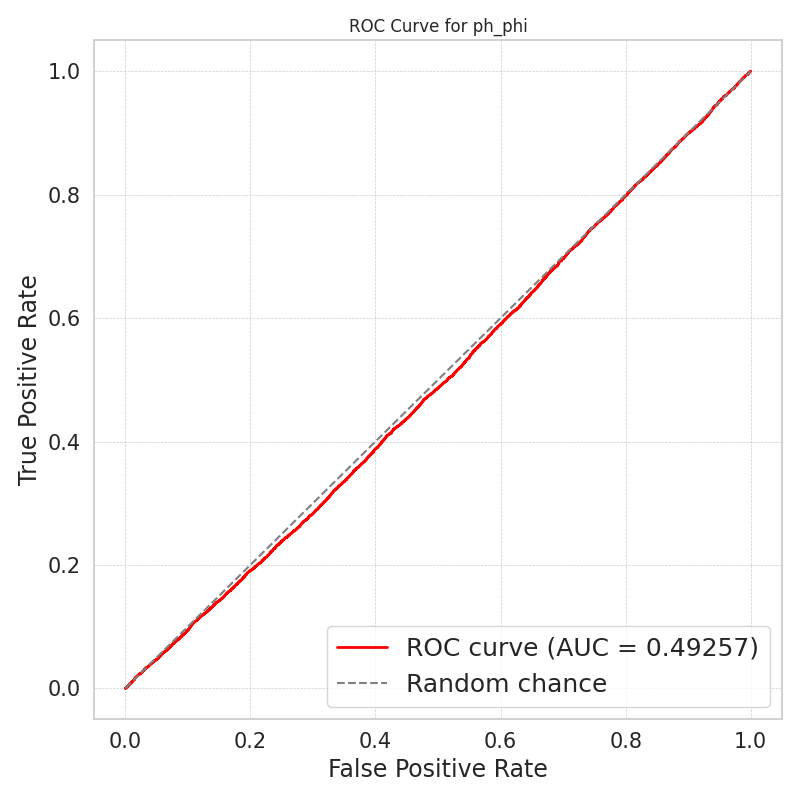 ROC Curve for ph_phi
1.0
0.8
0.6
0.4
0.2
0.0
True Positive Rate
ROC curve (AUC = 0.49257)
Random chance
0.0 0.2 0.4 0.6 0.8 1.0
False Positive Rate